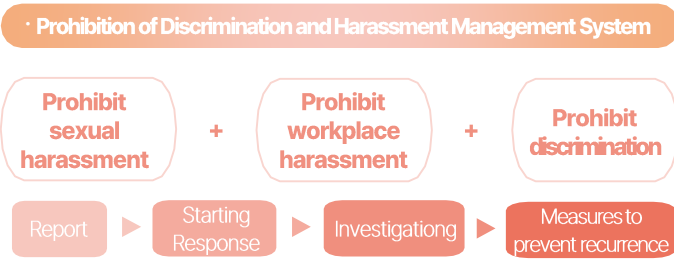 · Prohibition of Discrimination and Harassment Management System
Prohibit
sexual
harassment
+
Prohibit
workplace
harassment
+
Prohibit
discrimination
Report
Starting
Response
Investigationg
Measures to
prevent recurrence